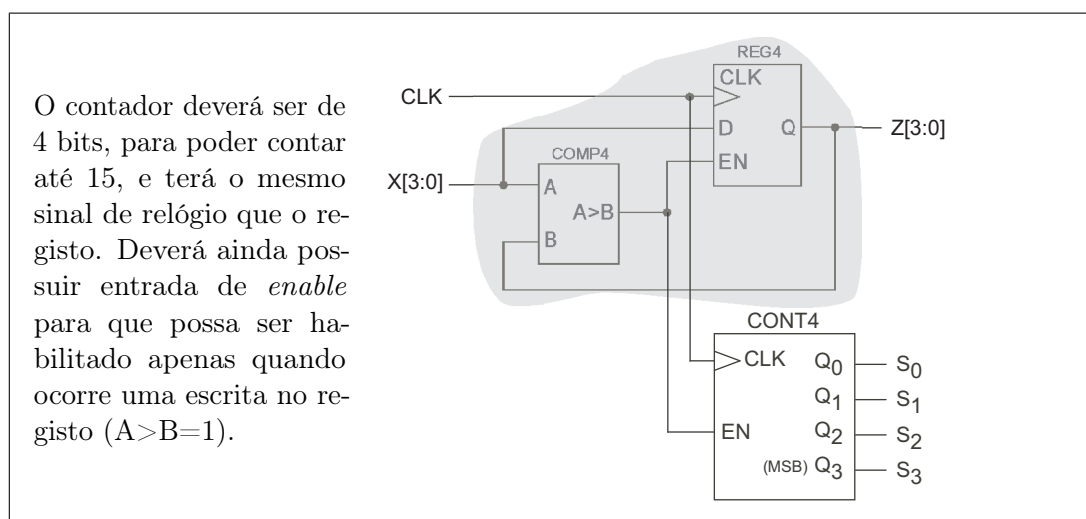 O contador deverá ser de
4 bits, para poder contar
até 15, e terá o mesmo
sinal de relógio que o re-
gisto. Deverá ainda pos-
suir entrada de enable
para que possa ser ha-
bilitado apenas quando
ocorre uma escrita no re-
gisto (A>B=1).
REG4
CLK
CLK
D
Q
Z[3:0]
COMP4
EN
X[3:0]
A
A>B
B
CONT4
CLK
Q0
S0
Q1
S1
EN
Q2
S2
(MSB) Q3
S3